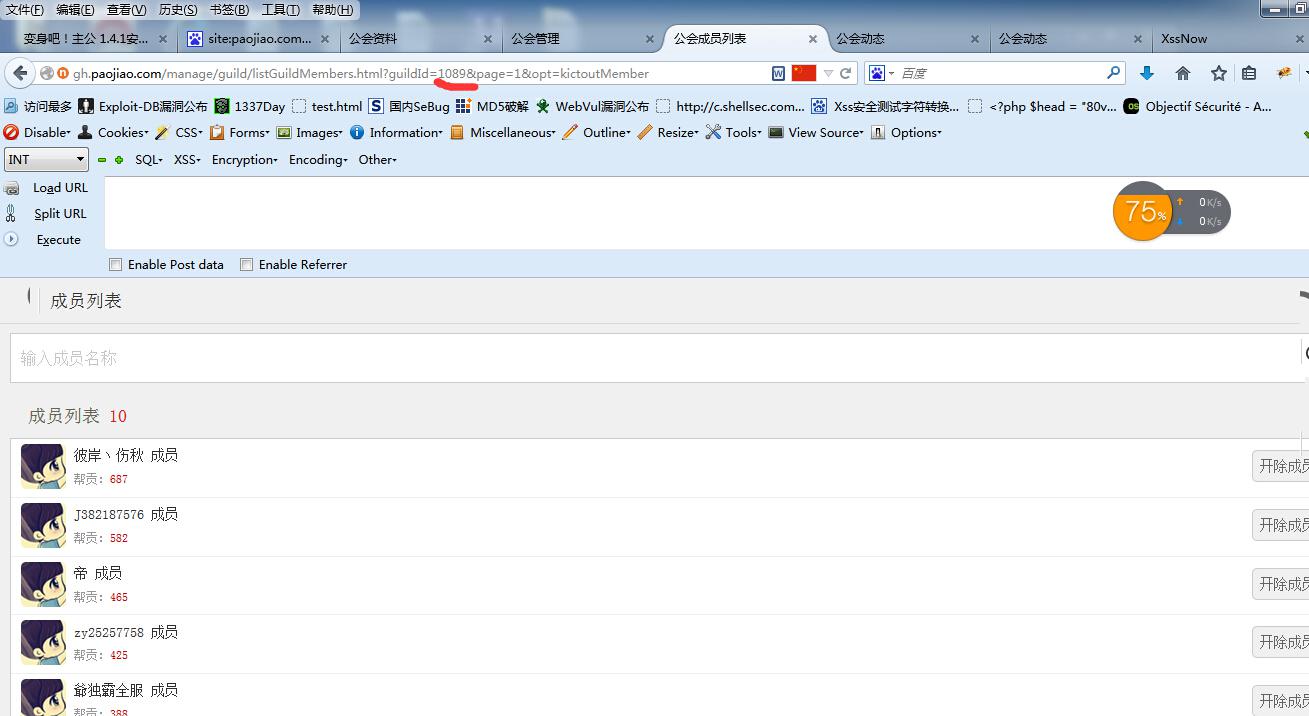 文件(F) 编辑(E) 查看(V) 历史(S) 书签(B) 工具(T) 帮助(H)
变身吧！主公 1.4.1安... × site:paojiao.com... × 公会资料 × 公会管理 × 公会成员列表 × 公会动态 × 公会动态 × XssNow ×
gh.paojiao.com/manage/guild/listGuildMembers.html?guildId=1089&page=1&opt=kictoutMember 百度
访问最多 Exploit-DB漏洞公布 1337Day test.html 国内SeBug MD5破解 WebVul漏洞公布 http://c.shellsec.com... Xss安全测试字符转换... <?php $head = "80v... Objectif Sécurité - A...
Disable Cookies CSS Forms Images Information Miscellaneous Outline Resize Tools View Source Options
INT SQL XSS Encryption Encoding Other
Load URL
75% 0K/s
Split URL
0K/s
Execute
Enable Post data Enable Referrer
成员列表
输入成员名称
成员列表 10
彼岸丶伤秋 成员
帮贡: 687
开除成员
J382187576 成员
帮贡: 582
开除成员
帝 成员
帮贡: 465
开除成员
zy25257758 成员
帮贡: 425
开除成员
爺独霸全服 成员
帮贡: 388
开除成员